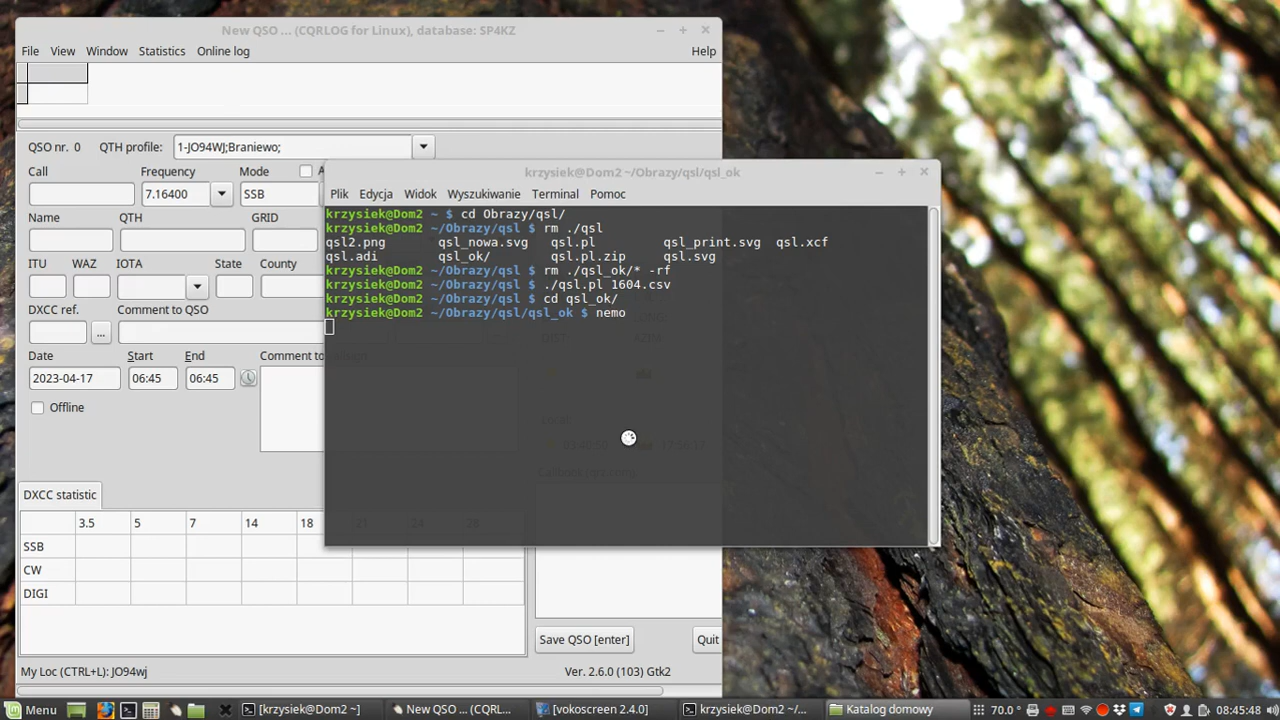 New QSO ... (CQRLOG for Linux), database: SP4KZ
File View Window Statistics Online log Help
QSO nr. 0 QTH profile: 1-JO94WJ;Braniewo;
Call Frequency Mode A
7.16400 SSB
Name QTH GRID
ITU WAZ IOTA State County
DXCC ref. Comment to QSO
...
Date Start End Comment to
2023-04-17 06:45 06:45
Offline
DXCC statistic
3.5 5 7 14 18 21 24 28
SSB
CW
DIGI
Save QSO [enter] Quit
My Loc (CTRL+L): JO94wj Ver. 2.6.0 (103) Gtk2
krzysiek@Dom2 ~/Obrazy/qsl/qsl_ok
Plik Edycja Widok Wyszukiwanie Terminal Pomoc
krzysiek@Dom2 ~ $ cd Obrazy/qsl/
krzysiek@Dom2 ~/Obrazy/qsl $ rm ./qsl
qsl2.png qsl_nowa.svg qsl.pl qsl_print.svg qsl.xcf
qsl.adi qsl_ok/ qsl.pl.zip qsl.svg
krzysiek@Dom2 ~/Obrazy/qsl $ rm ./qsl_ok/* -rf
krzysiek@Dom2 ~/Obrazy/qsl $ ./qsl.pl 1604.csv
krzysiek@Dom2 ~/Obrazy/qsl $ cd qsl_ok/
krzysiek@Dom2 ~/Obrazy/qsl/qsl_ok $ nemo
Menu [krzysiek@Dom2 ~] New QSO ... (CQRL... [vokoscreen 2.4.0] krzysiek@Dom2 ~/... Katalog domowy 70.0° 08:45:48